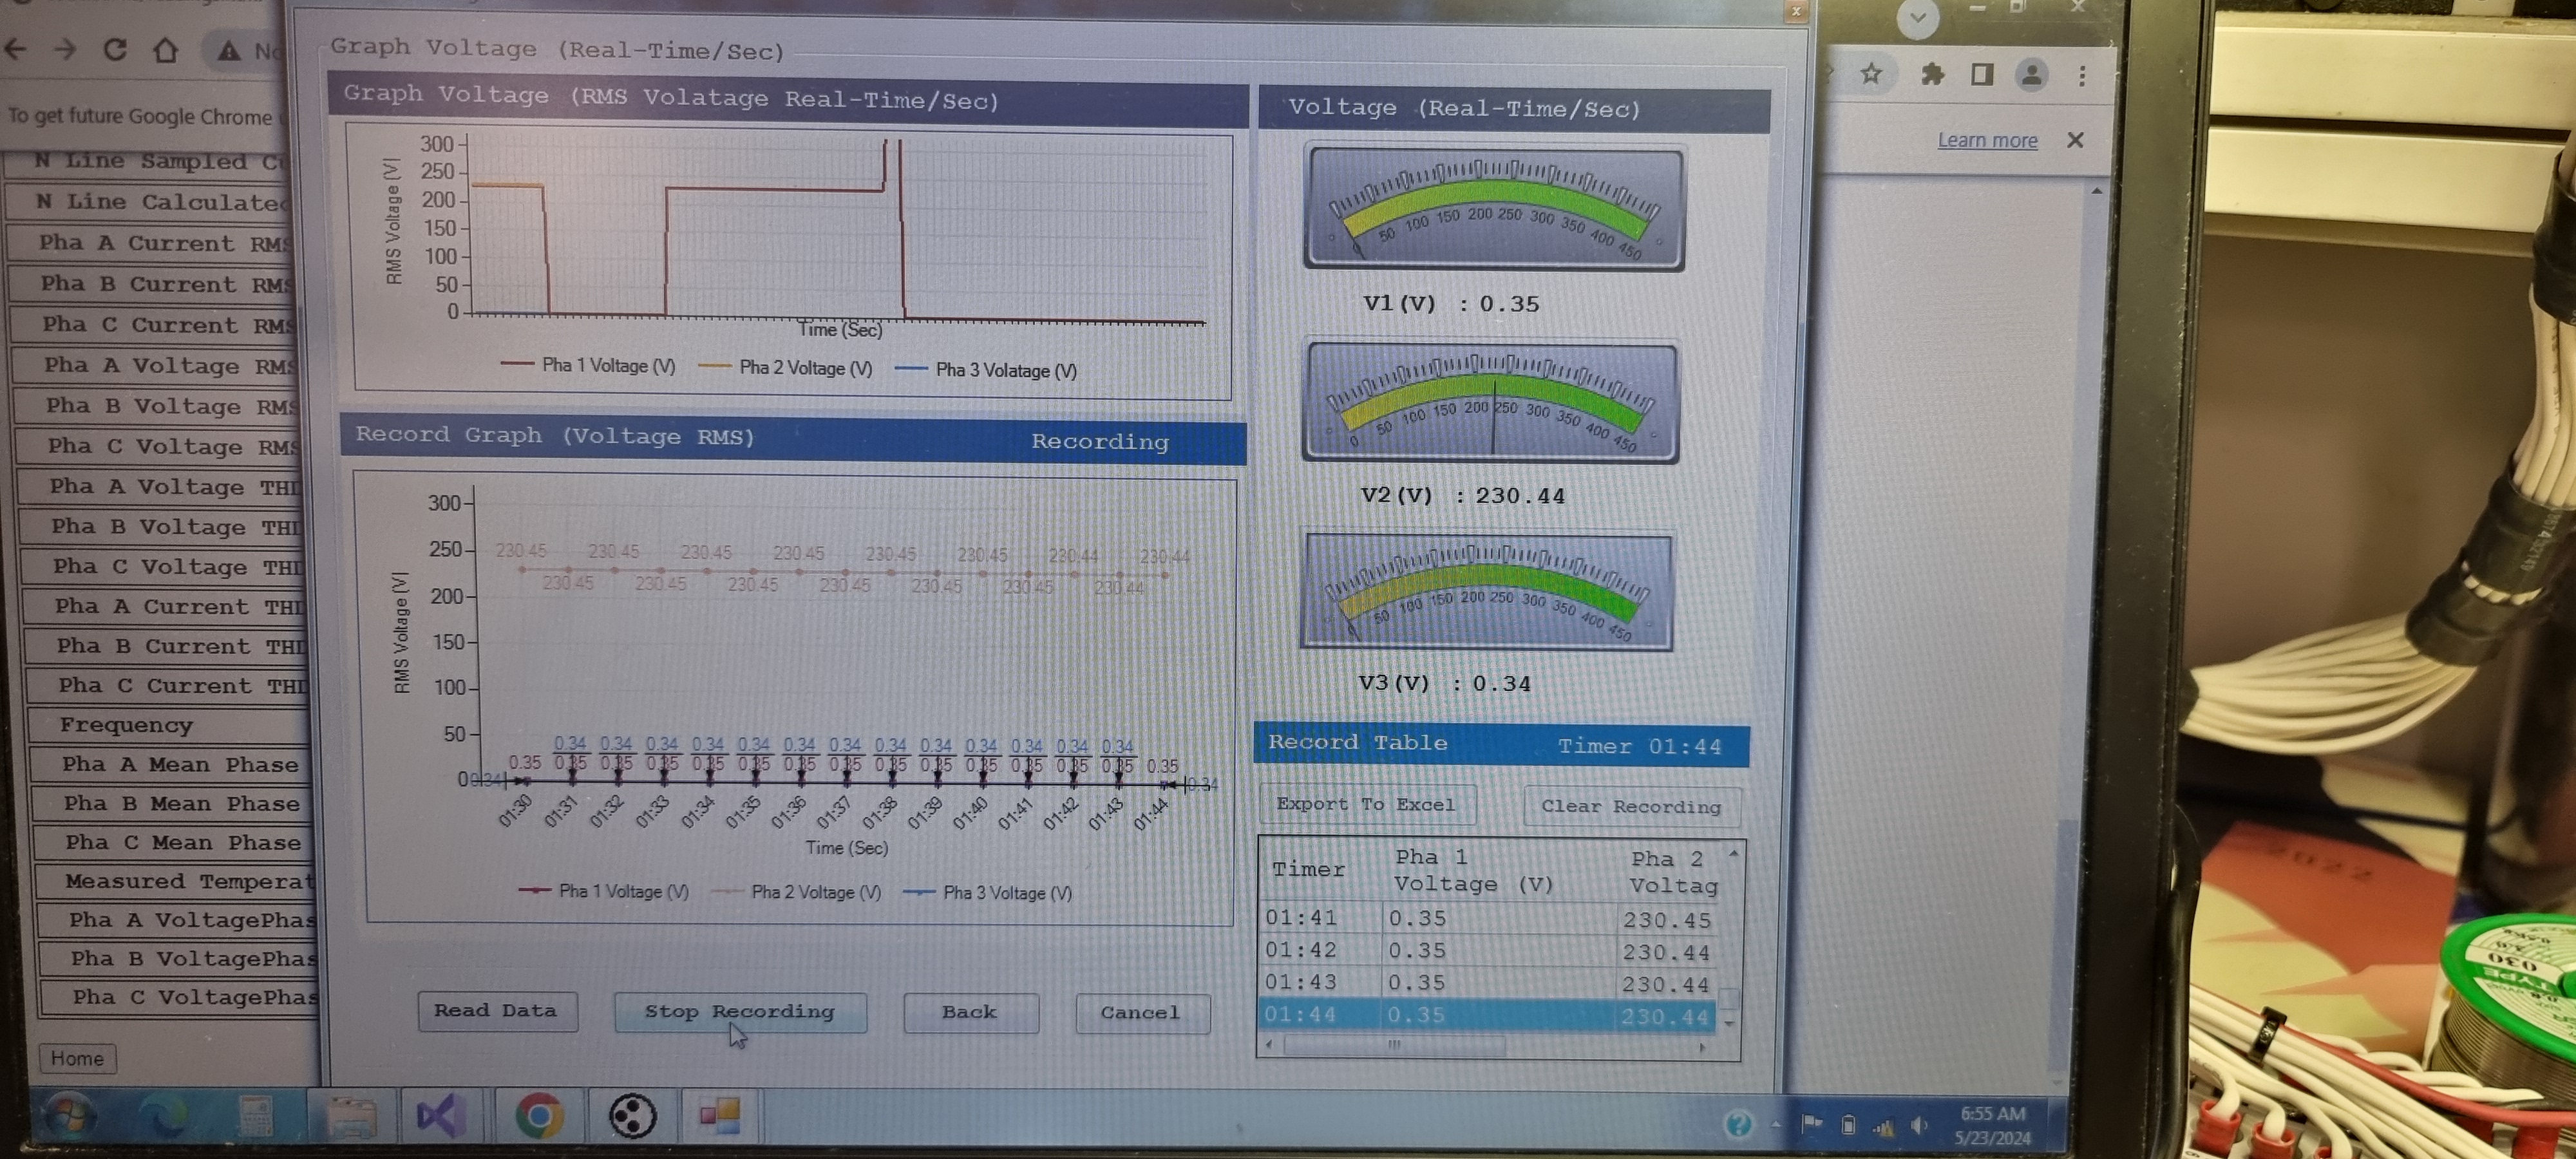 No
To get future Google Chrome
Learn more
N Line Sampled
N Line Calculated
Pha A Current RMS
Pha B Current RMS
Pha C Current RMS
Pha A Voltage RMS
Pha B Voltage RMS
Pha C Voltage RMS
Pha A Voltage THD
Pha B Voltage THD
Pha C Voltage THD
Pha A Current THD
Pha B Current THD
Pha C Current THD
Frequency
Pha A Mean Phase
Pha B Mean Phase
Pha C Mean Phase
Measured Temperat
Pha A VoltagePhas
Pha B VoltagePhas
Pha C VoltagePhas
Home
Graph Voltage (Real-Time/Sec)
Graph Voltage (RMS Volatage Real-Time/Sec)
RMS Voltage (V)
300
250
200
150
100
50
0
Time (Sec)
Pha 1 Voltage (V) Pha 2 Voltage (V) Pha 3 Volatage (V)
Record Graph (Voltage RMS) Recording
RMS Voltage (V)
300
250
200
150
100
50
0
230.45 230.45 230.45 230.45 230.45 230.45 230.44 230.44
230.45 230.45 230.45 230.45 230.45 230.45 230.44
0.34 0.34 0.34 0.34 0.34 0.34 0.34 0.34 0.34 0.34 0.34 0.34 0.34
0.35 0.35 0.35 0.35 0.35 0.35 0.35 0.35 0.35 0.35 0.35 0.35 0.35 0.35 0.35
0.34 0.34
01:30 01:31 01:32 01:33 01:34 01:35 01:36 01:37 01:38 01:39 01:40 01:41 01:42 01:43 01:44
Time (Sec)
Pha 1 Voltage (V) Pha 2 Voltage (V) Pha 3 Voltage (V)
Read Data Stop Recording Back Cancel
Voltage (Real-Time/Sec)
0 50 100 150 200 250 300 350 400 450
V1(V) : 0.35
0 50 100 150 200 250 300 350 400 450
V2(V) : 230.44
0 50 100 150 200 250 300 350 400 450
V3(V) : 0.34
Record Table Timer 01:44
Export To Excel Clear Recording
Timer Pha 1 Voltage (V) Pha 2 Voltag
01:41 0.35 230.45
01:42 0.35 230.44
01:43 0.35 230.44
01:44 0.35 230.44
6:55 AM
5/23/2024
2022
030